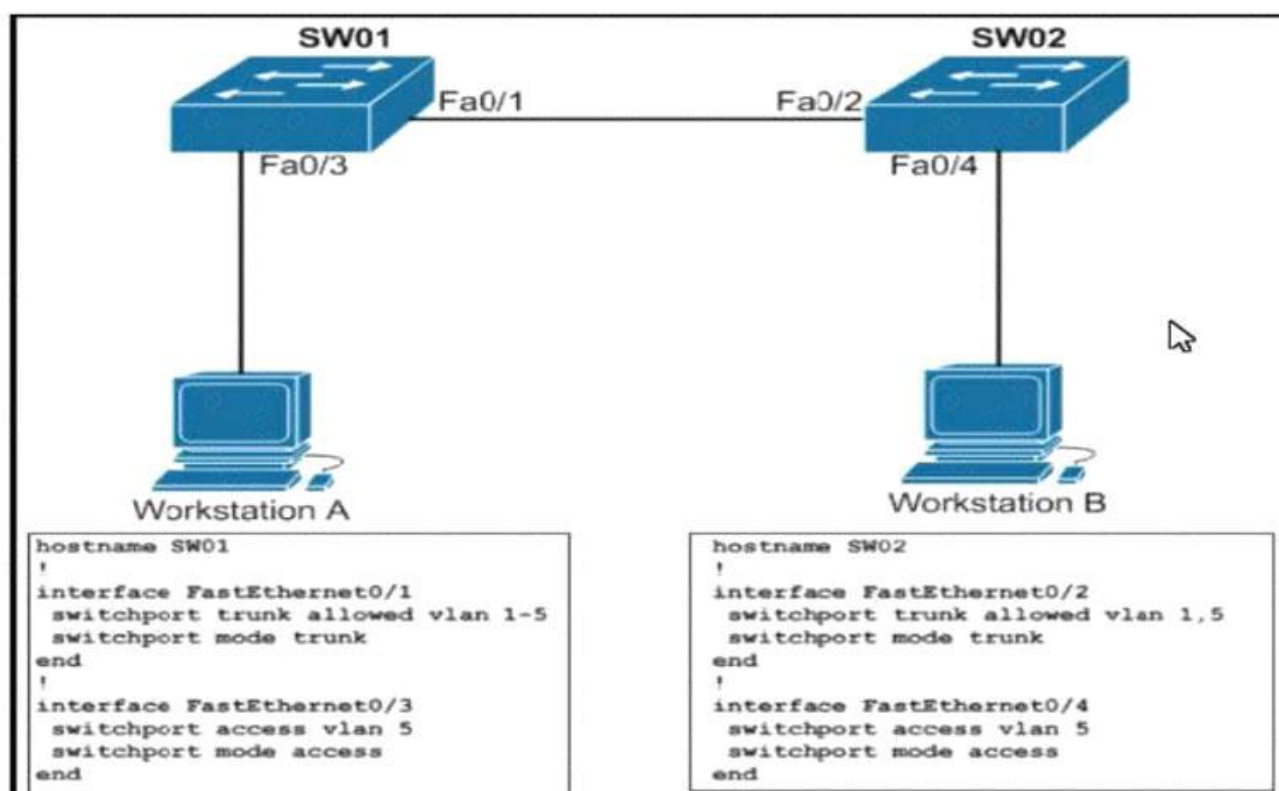 SW01
SW02
Fa0/1
Fa0/2
Fa0/3
Fa0/4
Workstation A
Workstation B
hostname SW01
!
interface FastEthernet0/1
switchport trunk allowed vlan 1-5
switchport mode trunk
end
!
interface FastEthernet0/3
switchport access vlan 5
switchport mode access
end
hostname SW02
!
interface FastEthernet0/2
switchport trunk allowed vlan 1,5
switchport mode trunk
end
!
interface FastEthernet0/4
switchport access vlan 5
switchport mode access
end